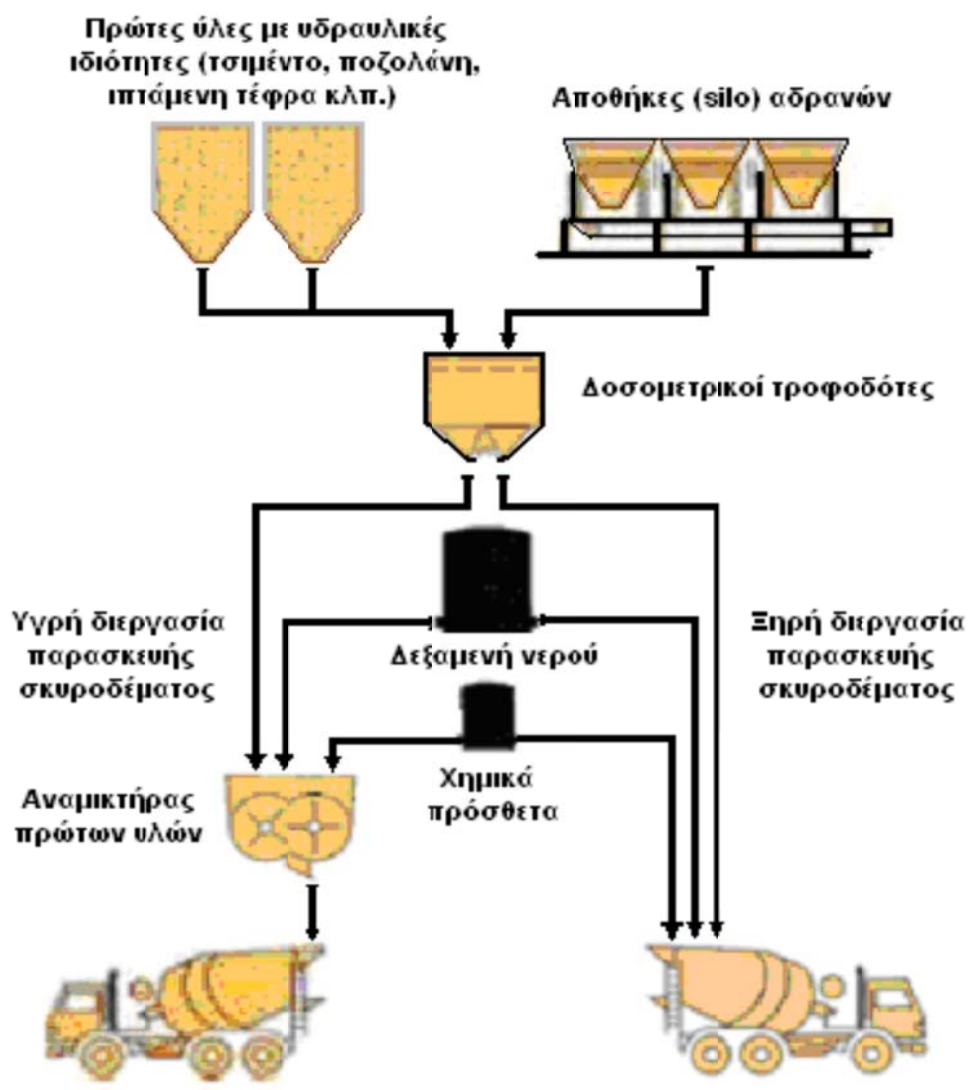 Πρώτες ύλες με υδραυλικές
ιδιότητες (τσιμέντο, ποζολάνη,
ιπτάμενη τέφρα κλπ.)
Αποθήκες (silo) αδρανών
Δοσομετρικοί τροφοδότες
Υγρή διεργασία
παρασκευής
σκυροδέματος
Δεξαμενή νερού
Ξηρή διεργασία
παρασκευής
σκυροδέματος
Χημικά
πρόσθετα
Αναμικτήρας
πρώτων υλών